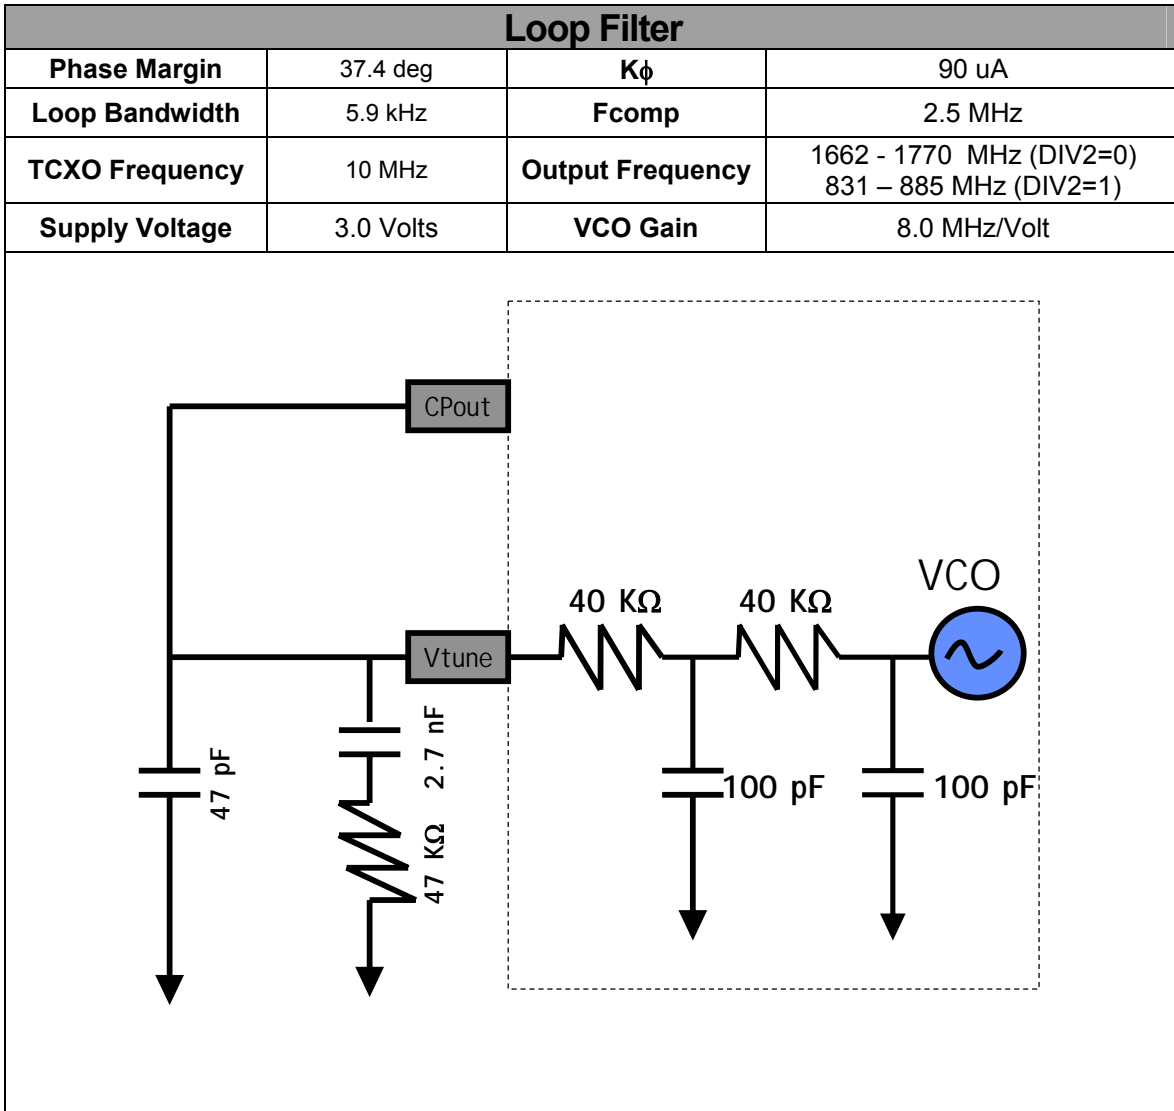 Loop Filter
Phase Margin 37.4 deg Kϕ 90 uA
Loop Bandwidth 5.9 kHz Fcomp 2.5 MHz
TCXO Frequency 10 MHz Output Frequency 1662 - 1770 MHz (DIV2=0)
831 – 885 MHz (DIV2=1)
Supply Voltage 3.0 Volts VCO Gain 8.0 MHz/Volt
CPout
VCO
40 KΩ 40 KΩ
Vtune
47 pF
2.7 nF
100 pF 100 pF
47 KΩ